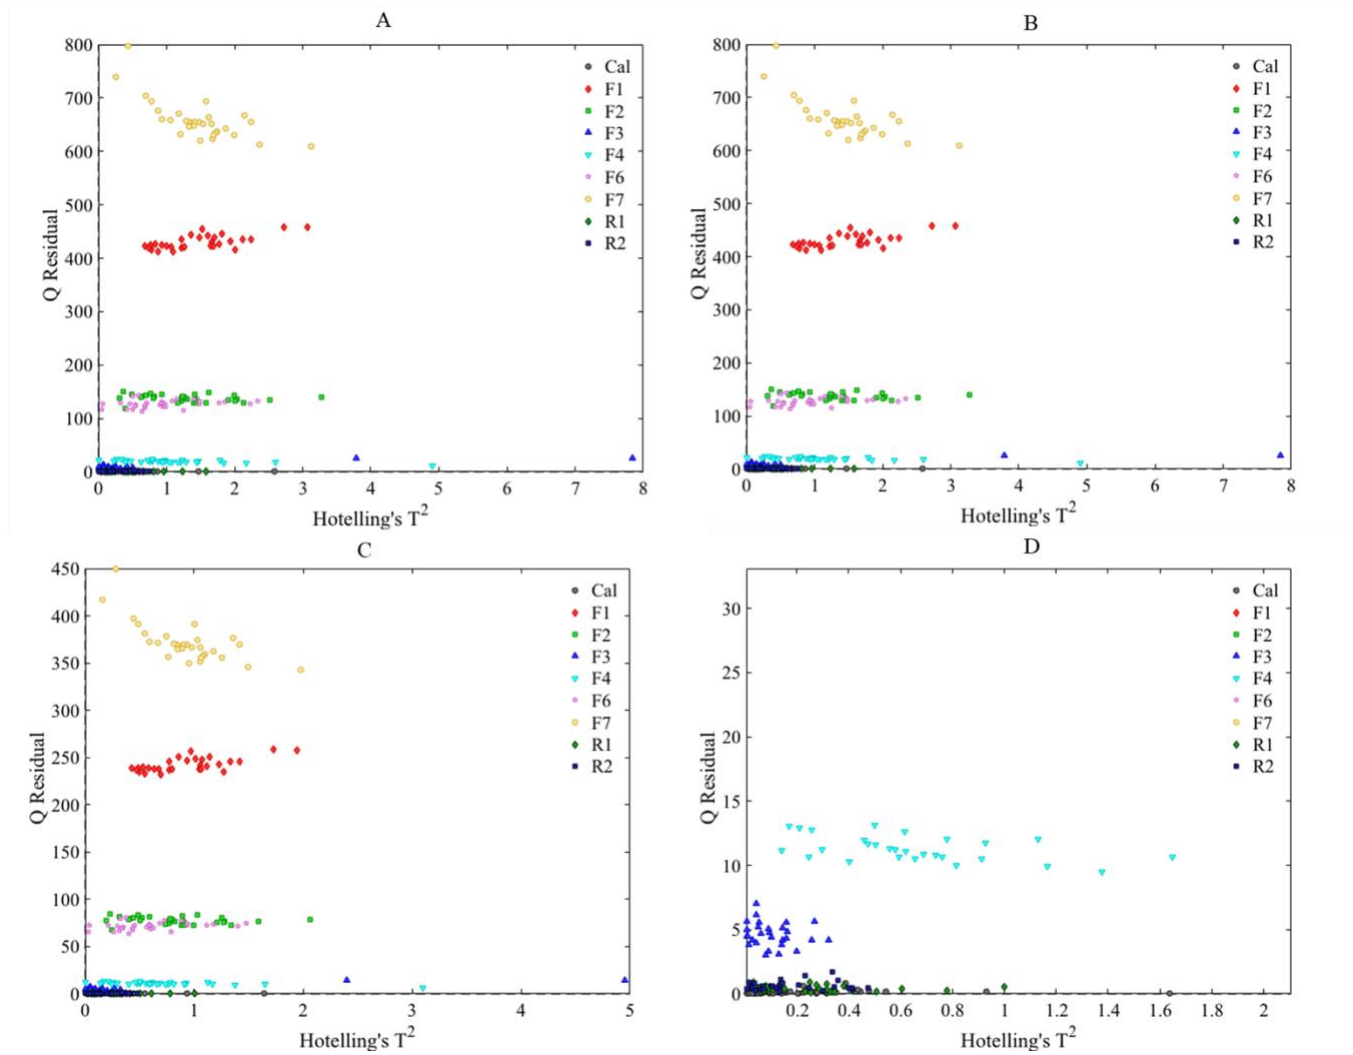 A
800
700
600
500
400
300
200
100
0
Q Residual
0 1 2 3 4 5 6 7 8
Hotelling's T²
Cal
F1
F2
F3
F4
F6
F7
R1
R2
B
800
700
600
500
400
300
200
100
0
Q Residual
0 1 2 3 4 5 6 7 8
Hotelling's T²
Cal
F1
F2
F3
F4
F6
F7
R1
R2
C
450
400
350
300
250
200
150
100
50
0
Q Residual
0 1 2 3 4 5
Hotelling's T²
Cal
F1
F2
F3
F4
F6
F7
R1
R2
D
30
25
20
15
10
5
0
Q Residual
0.2 0.4 0.6 0.8 1 1.2 1.4 1.6 1.8 2
Hotelling's T²
Cal
F1
F2
F3
F4
F6
F7
R1
R2